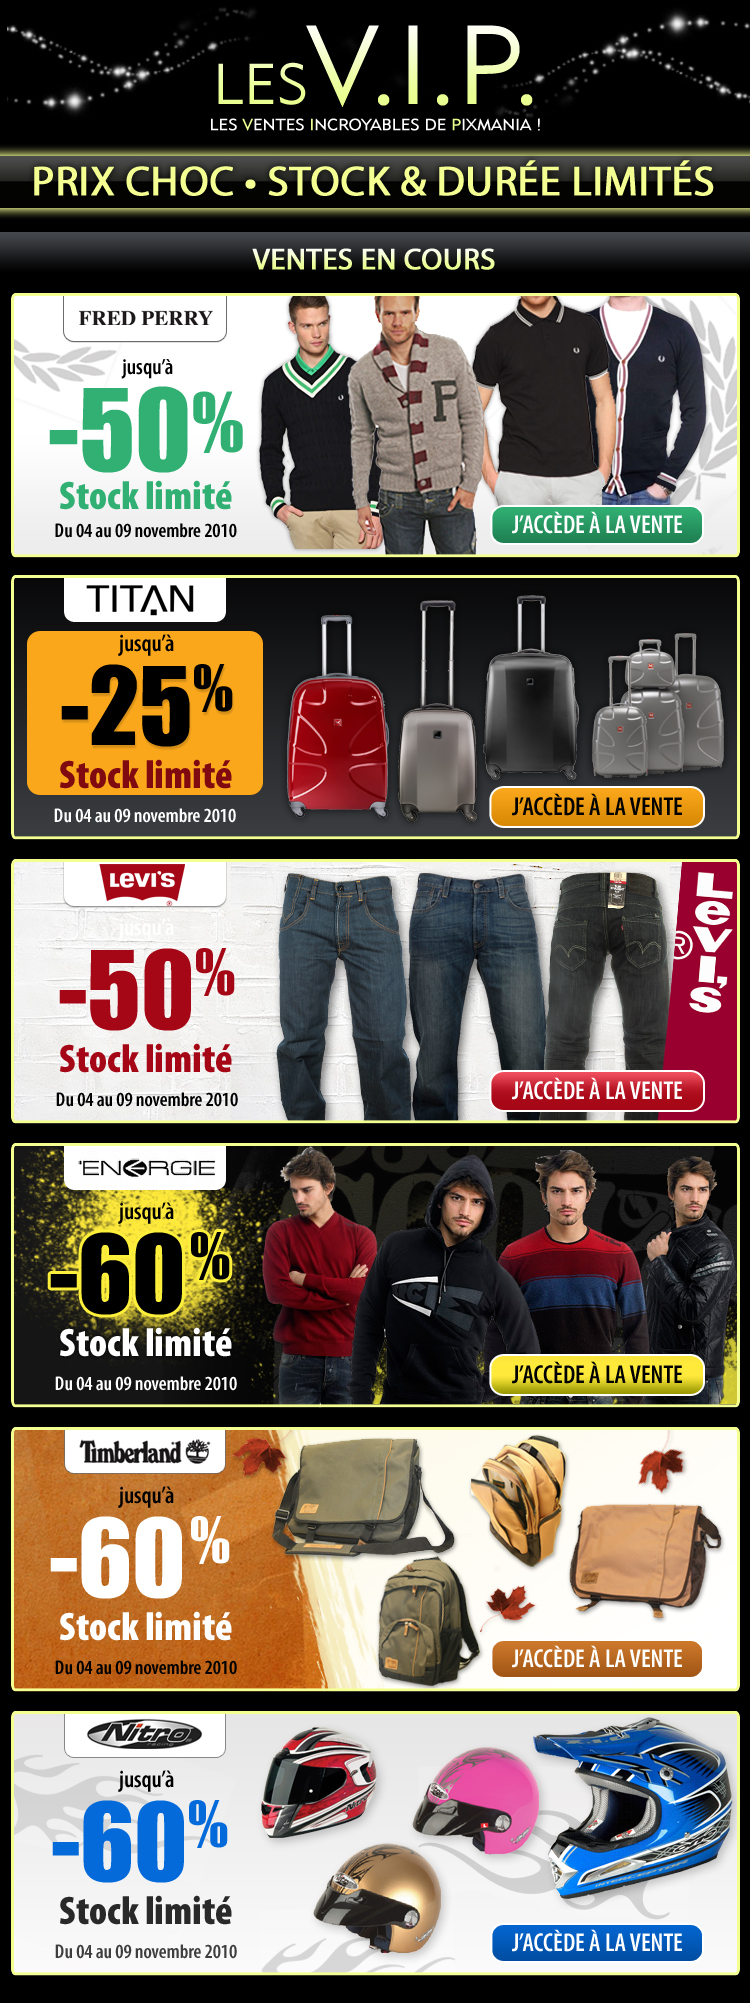 LES V.I.P.
LES VENTES INCROYABLES DE PIXMANIA !
PRIX CHOC • STOCK & DURÉE LIMITÉS
VENTES EN COURS
FRED PERRY
jusqu'à
-50%
Stock limité
Du 04 au 09 novembre 2010
P
J'ACCÈDE À LA VENTE
TITAN
jusqu'à
-25%
Stock limité
Du 04 au 09 novembre 2010
J'ACCÈDE À LA VENTE
LEVI'S
®
jusqu'à
-50%
Stock limité
Du 04 au 09 novembre 2010
LEVI'S
®
J'ACCÈDE À LA VENTE
'ENERGIE
jusqu'à
-60%
Stock limité
Du 04 au 09 novembre 2010
J'ACCÈDE À LA VENTE
Timberland
jusqu'à
-60%
Stock limité
Du 04 au 09 novembre 2010
J'ACCÈDE À LA VENTE
Nitro
racing
jusqu'à
-60%
Stock limité
Du 04 au 09 novembre 2010
INTERCEPTOR
J'ACCÈDE À LA VENTE